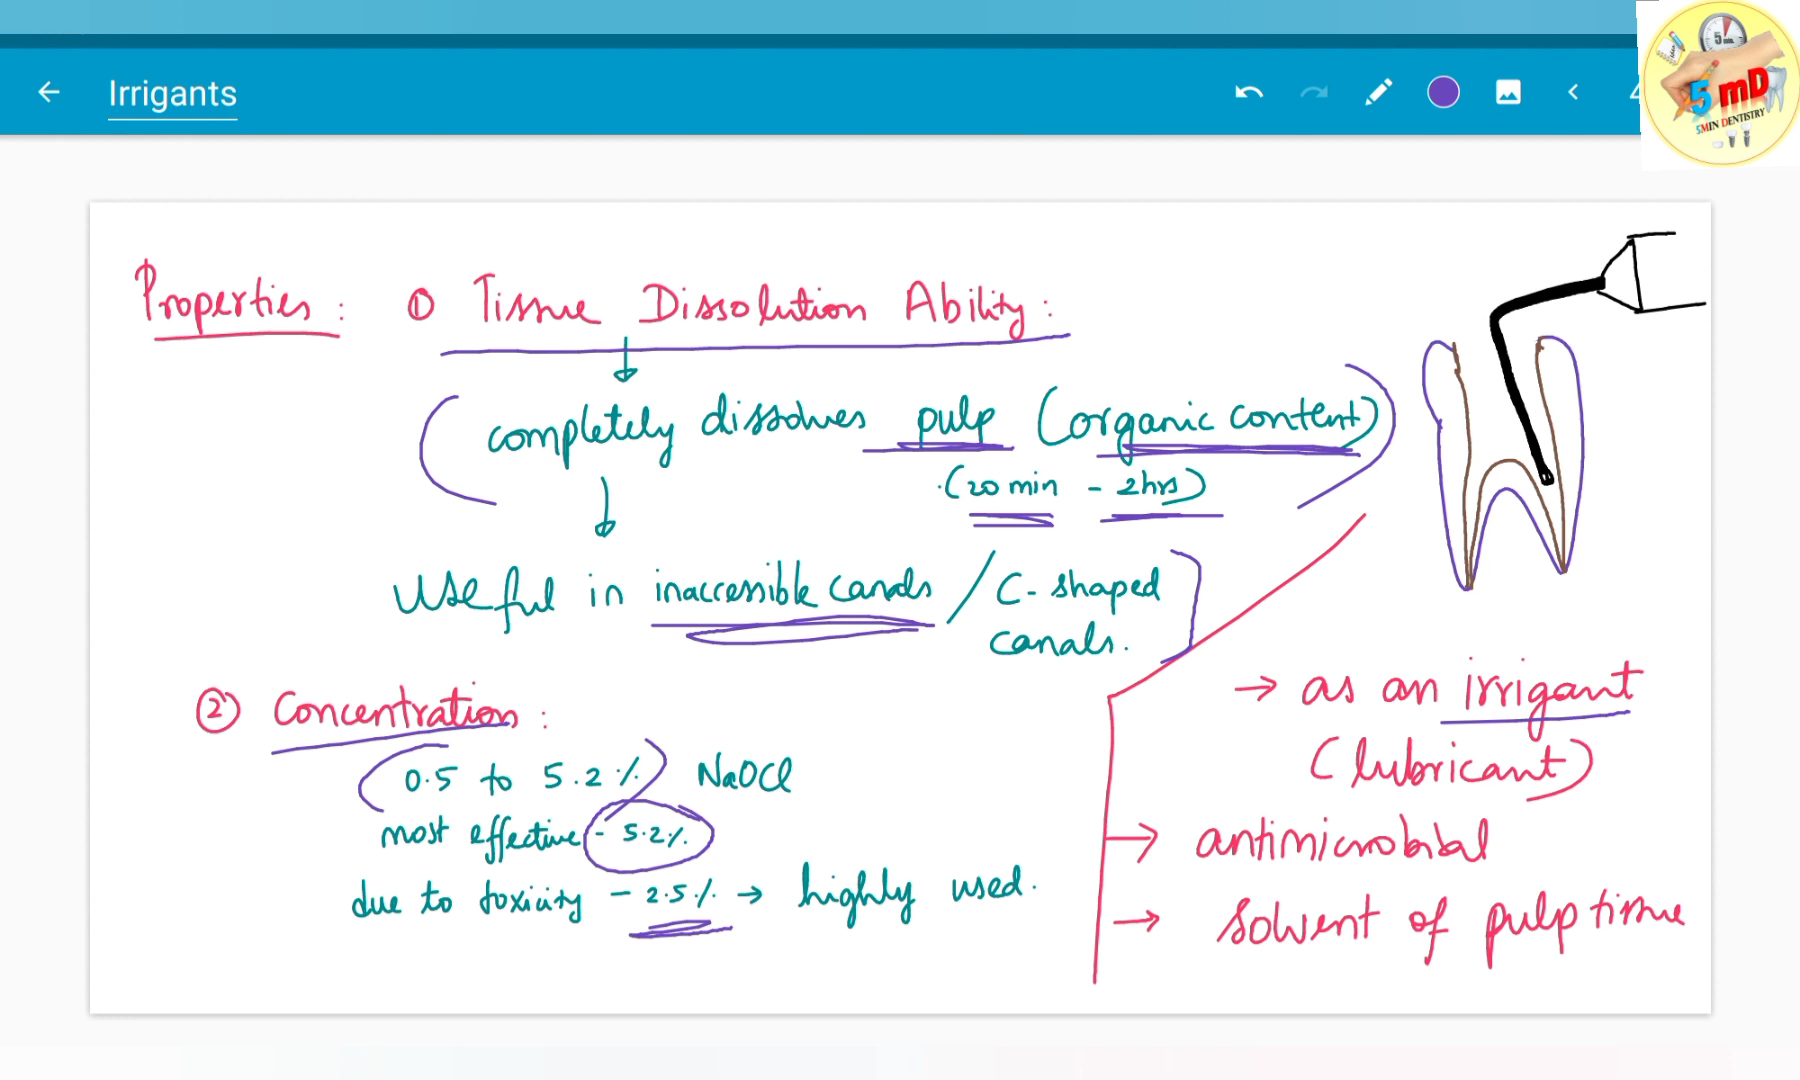 Irrigants
5 min
5 mD
5MIN DENTISTRY
Properties : ① Tissue Dissolution Ability :
completely dissolves pulp (organic content)
(20 min - 2hrs)
Useful in inaccessible canals / C-shaped
canals.
② Concentration :
0.5 to 5.2% NaOCl
most effective - 5.2%
due to toxicity - 2.5% → highly used.
→ as an irrigant
(lubricant)
→ antimicrobial
→ solvent of pulp tissue